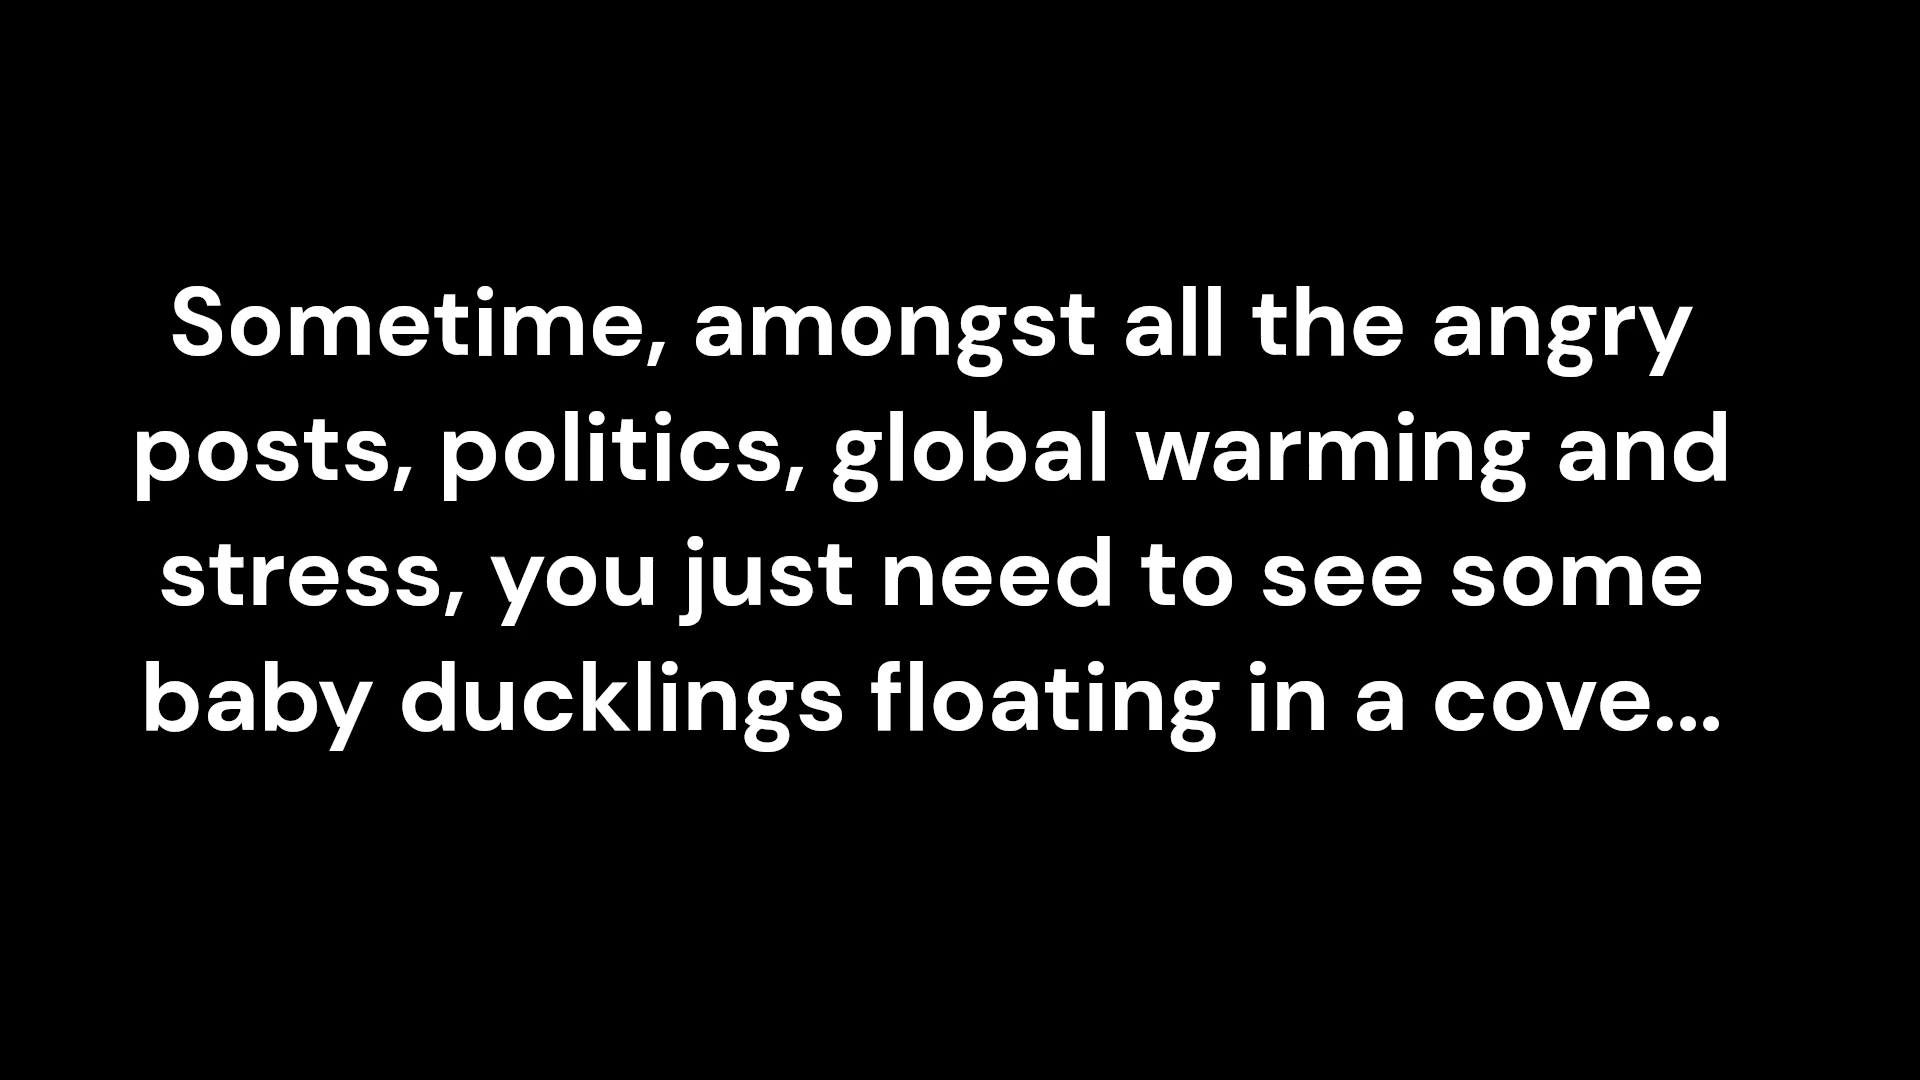 Sometime, amongst all the angry
posts, politics, global warming and
stress, you just need to see some
baby ducklings floating in a cove...